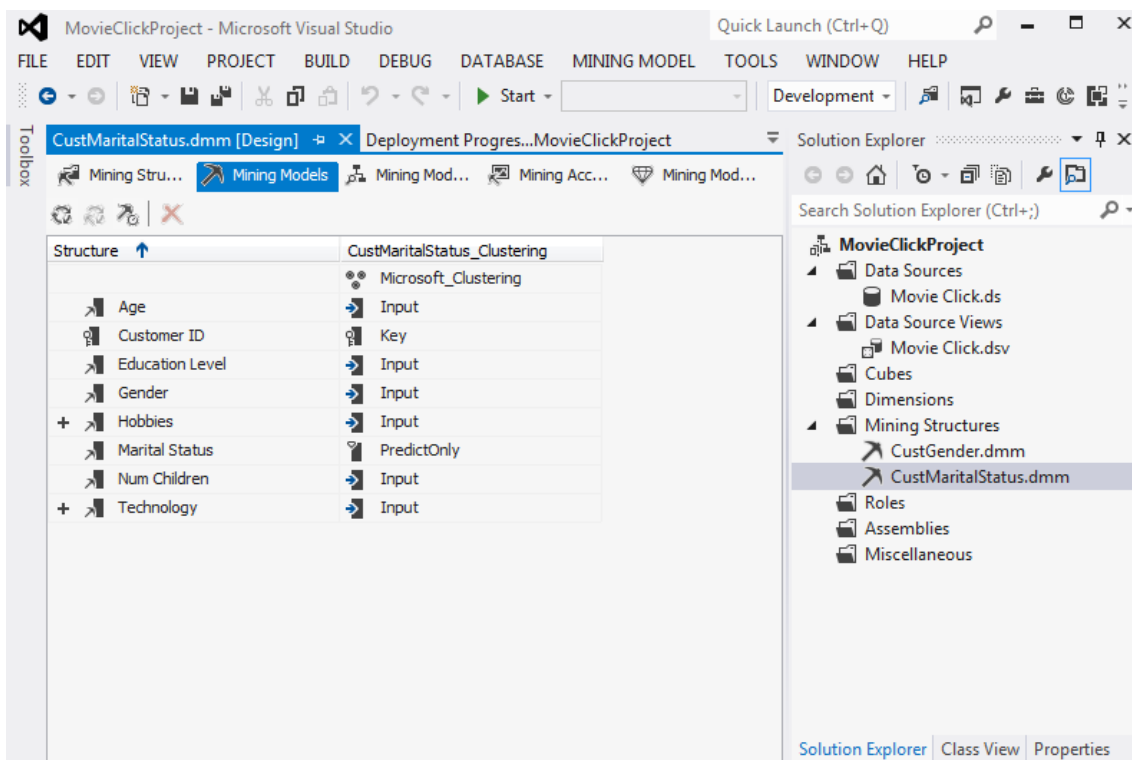 MovieClickProject - Microsoft Visual Studio
Quick Launch (Ctrl+Q)
FILE EDIT VIEW PROJECT BUILD DEBUG DATABASE MINING MODEL TOOLS WINDOW HELP
Start Development
Toolbox
CustMaritalStatus.dmm [Design] Deployment Progres...MovieClickProject
Mining Stru... Mining Models Mining Mod... Mining Acc... Mining Mod...
Structure CustMaritalStatus_Clustering
Microsoft_Clustering
Age Input
Customer ID Key
Education Level Input
Gender Input
Hobbies Input
Marital Status PredictOnly
Num Children Input
Technology Input
Solution Explorer
Search Solution Explorer (Ctrl+;)
MovieClickProject
Data Sources
Movie Click.ds
Data Source Views
Movie Click.dsv
Cubes
Dimensions
Mining Structures
CustGender.dmm
CustMaritalStatus.dmm
Roles
Assemblies
Miscellaneous
Solution Explorer Class View Properties